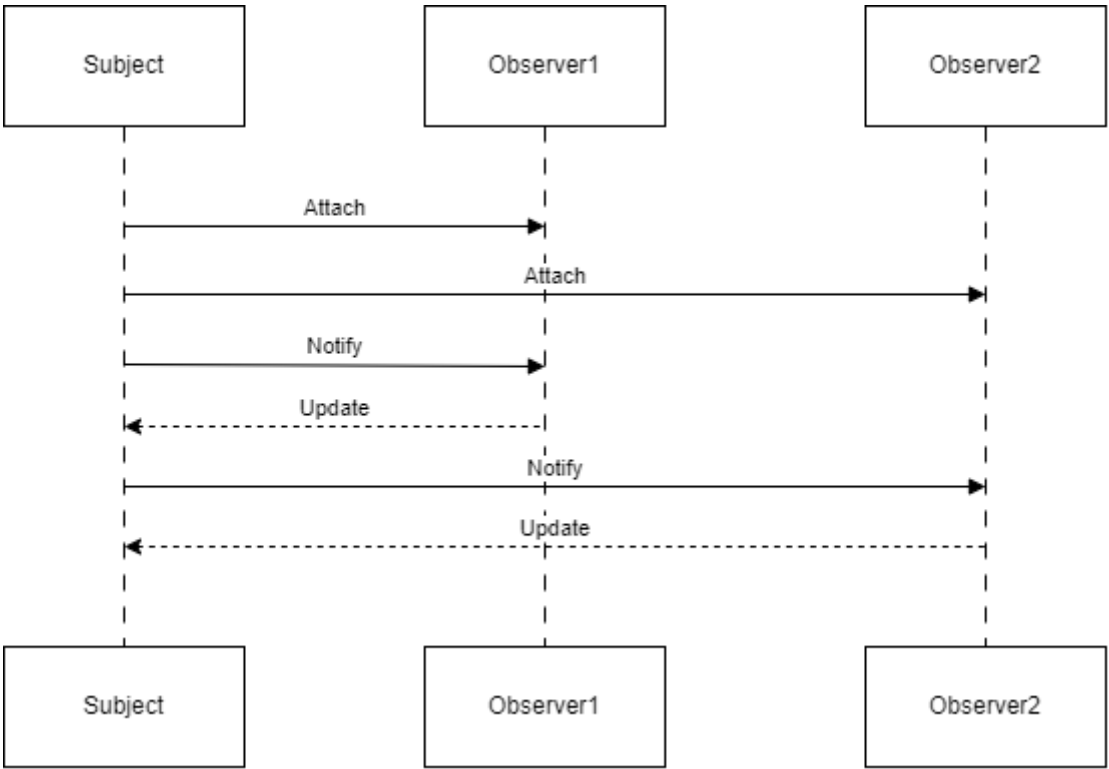 Subject
Observer1
Observer2
Attach
Attach
Notify
Update
Notify
Update
Subject
Observer1
Observer2